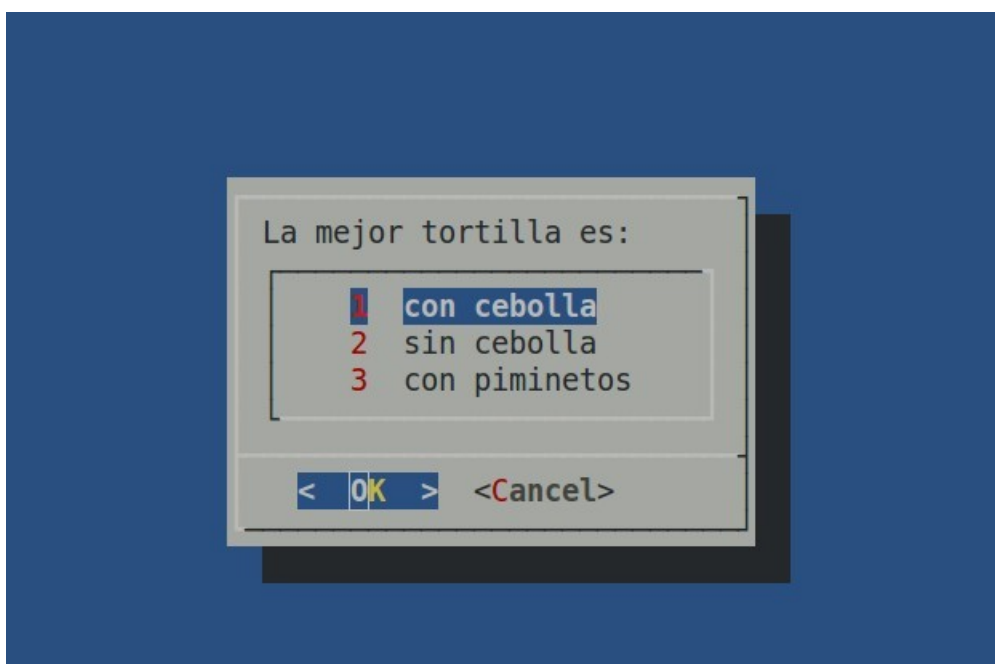 La mejor tortilla es:
1 con cebolla
2 sin cebolla
3 con piminetos
< OK > <Cancel>